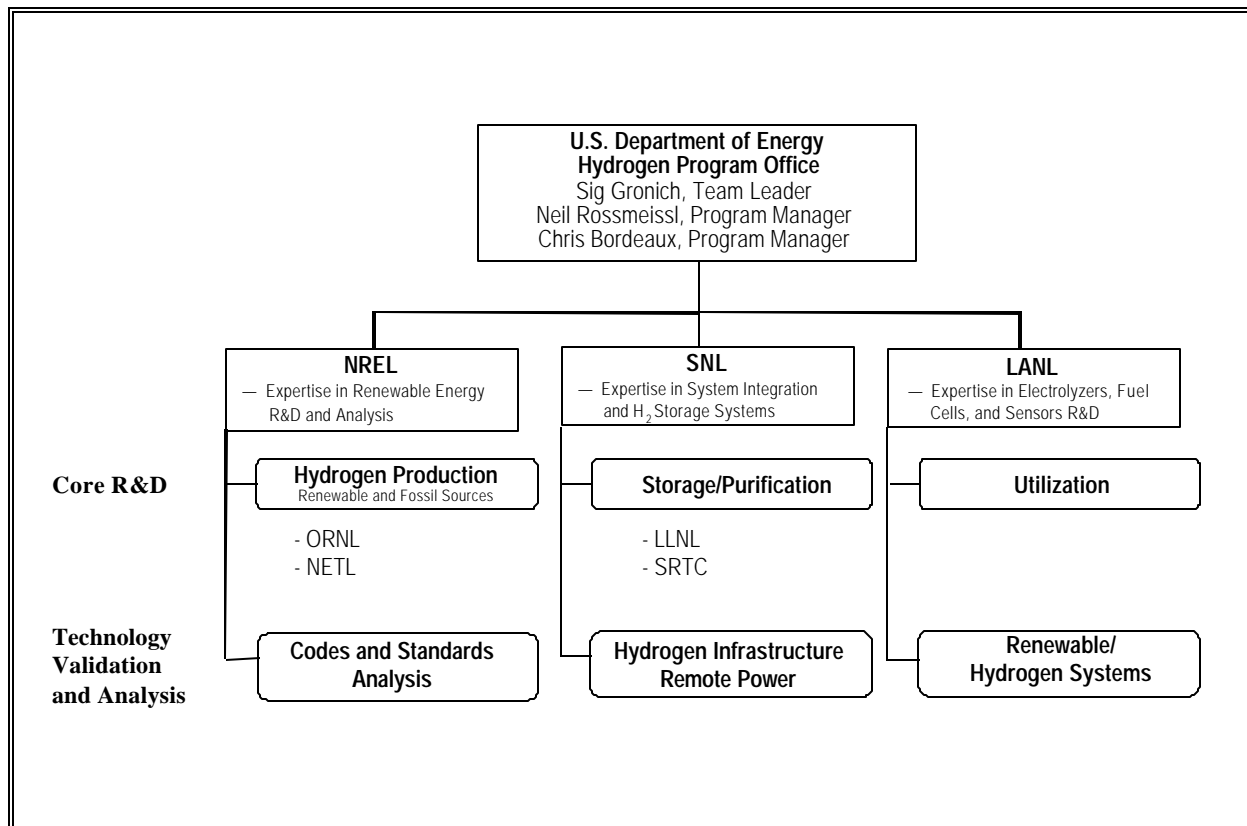 U.S. Department of Energy
Hydrogen Program Office
Sig Gronich, Team Leader
Neil Rossmeissl, Program Manager
Chris Bordeaux, Program Manager
NREL
— Expertise in Renewable Energy
R&D and Analysis
SNL
— Expertise in System Integration
and H₂ Storage Systems
LANL
— Expertise in Electrolyzers, Fuel
Cells, and Sensors R&D
Core R&D
Hydrogen Production
Renewable and Fossil Sources
- ORNL
- NETL
Storage/Purification
- LLNL
- SRTC
Utilization
Technology
Validation
and Analysis
Codes and Standards
Analysis
Hydrogen Infrastructure
Remote Power
Renewable/
Hydrogen Systems